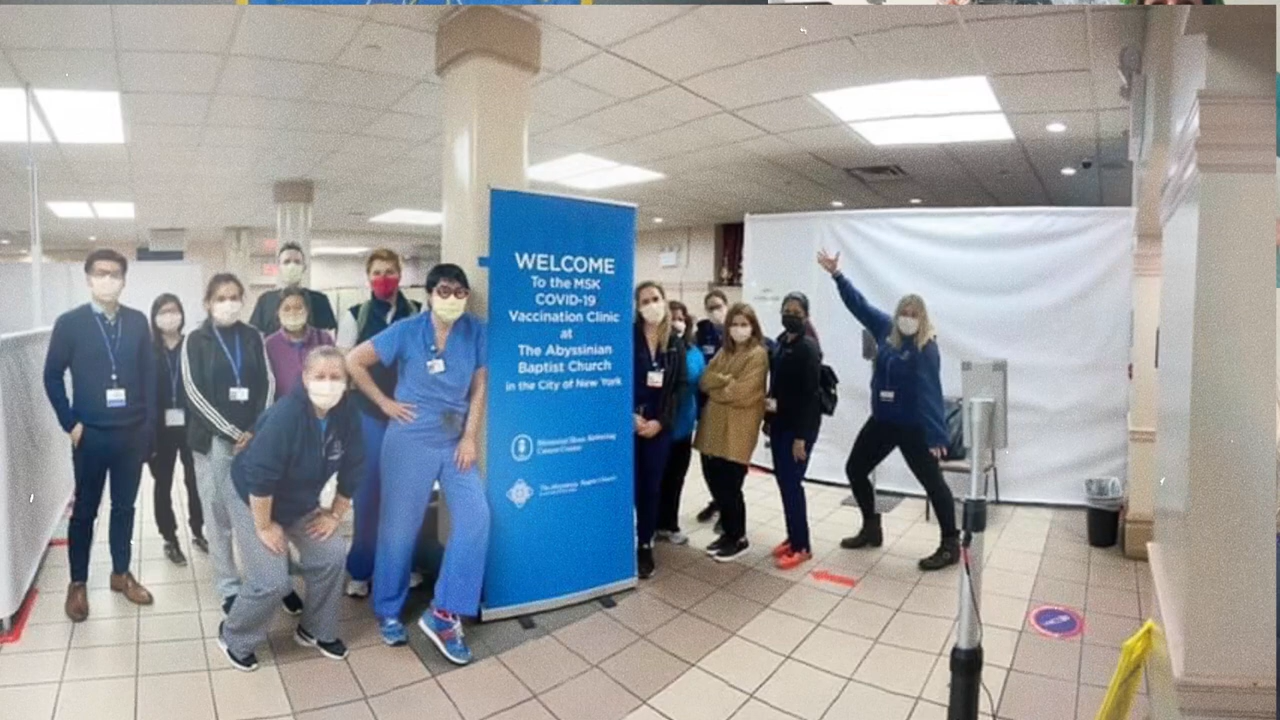 WELCOME
To the MSK
COVID-19
Vaccination Clinic
at
The Abyssinian
Baptist Church
in the City of New York
Memorial Sloan Kettering
Cancer Center
The Abyssinian Baptist Church